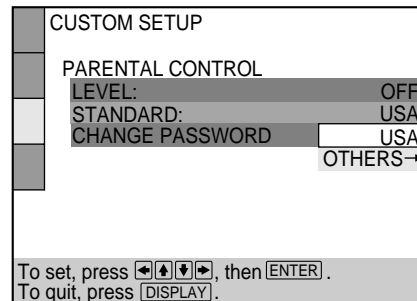 CUSTOM SETUP
PARENTAL CONTROL
LEVEL: OFF
STANDARD: USA
CHANGE PASSWORD USA
OTHERS→
To set, press ←↑↓→, then ENTER .
To quit, press DISPLAY .